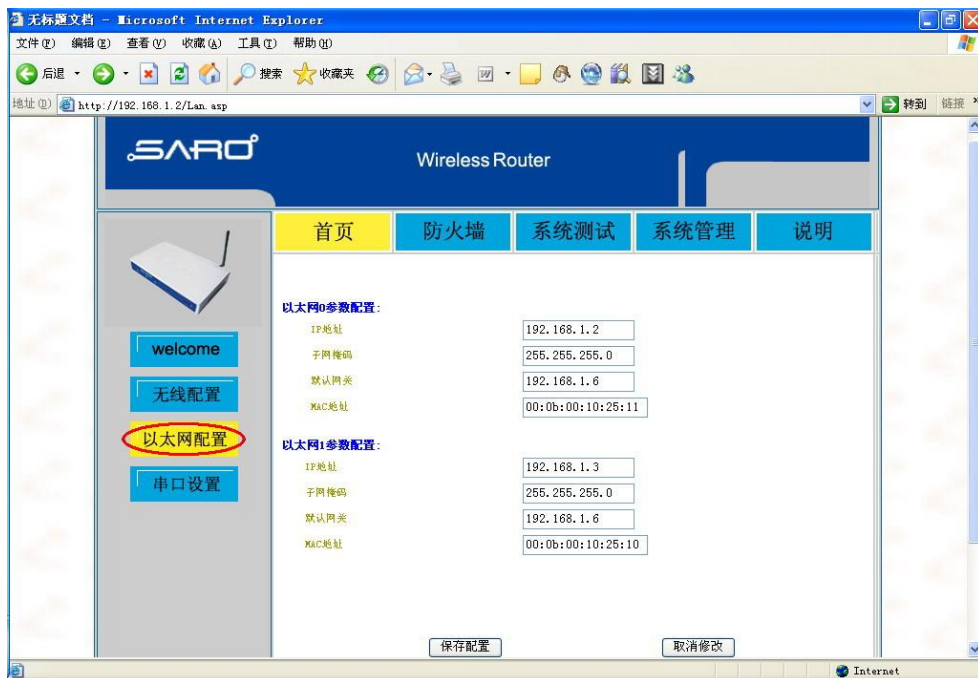 无标题文档 - Microsoft Internet Explorer
文件(F) 编辑(E) 查看(V) 收藏(A) 工具(T) 帮助(H)
后退 搜索 收藏夹
地址(D) http://192.168.1.2/Lan.asp 转到 链接 »
SARO
Wireless Router
首页 防火墙 系统测试 系统管理 说明
welcome
无线配置
以太网配置
串口设置
以太网0参数配置:
IP地址 192.168.1.2
子网掩码 255.255.255.0
默认网关 192.168.1.6
MAC地址 00:0b:00:10:25:11
以太网1参数配置:
IP地址 192.168.1.3
子网掩码 255.255.255.0
默认网关 192.168.1.6
MAC地址 00:0b:00:10:25:10
保存配置 取消修改
Internet